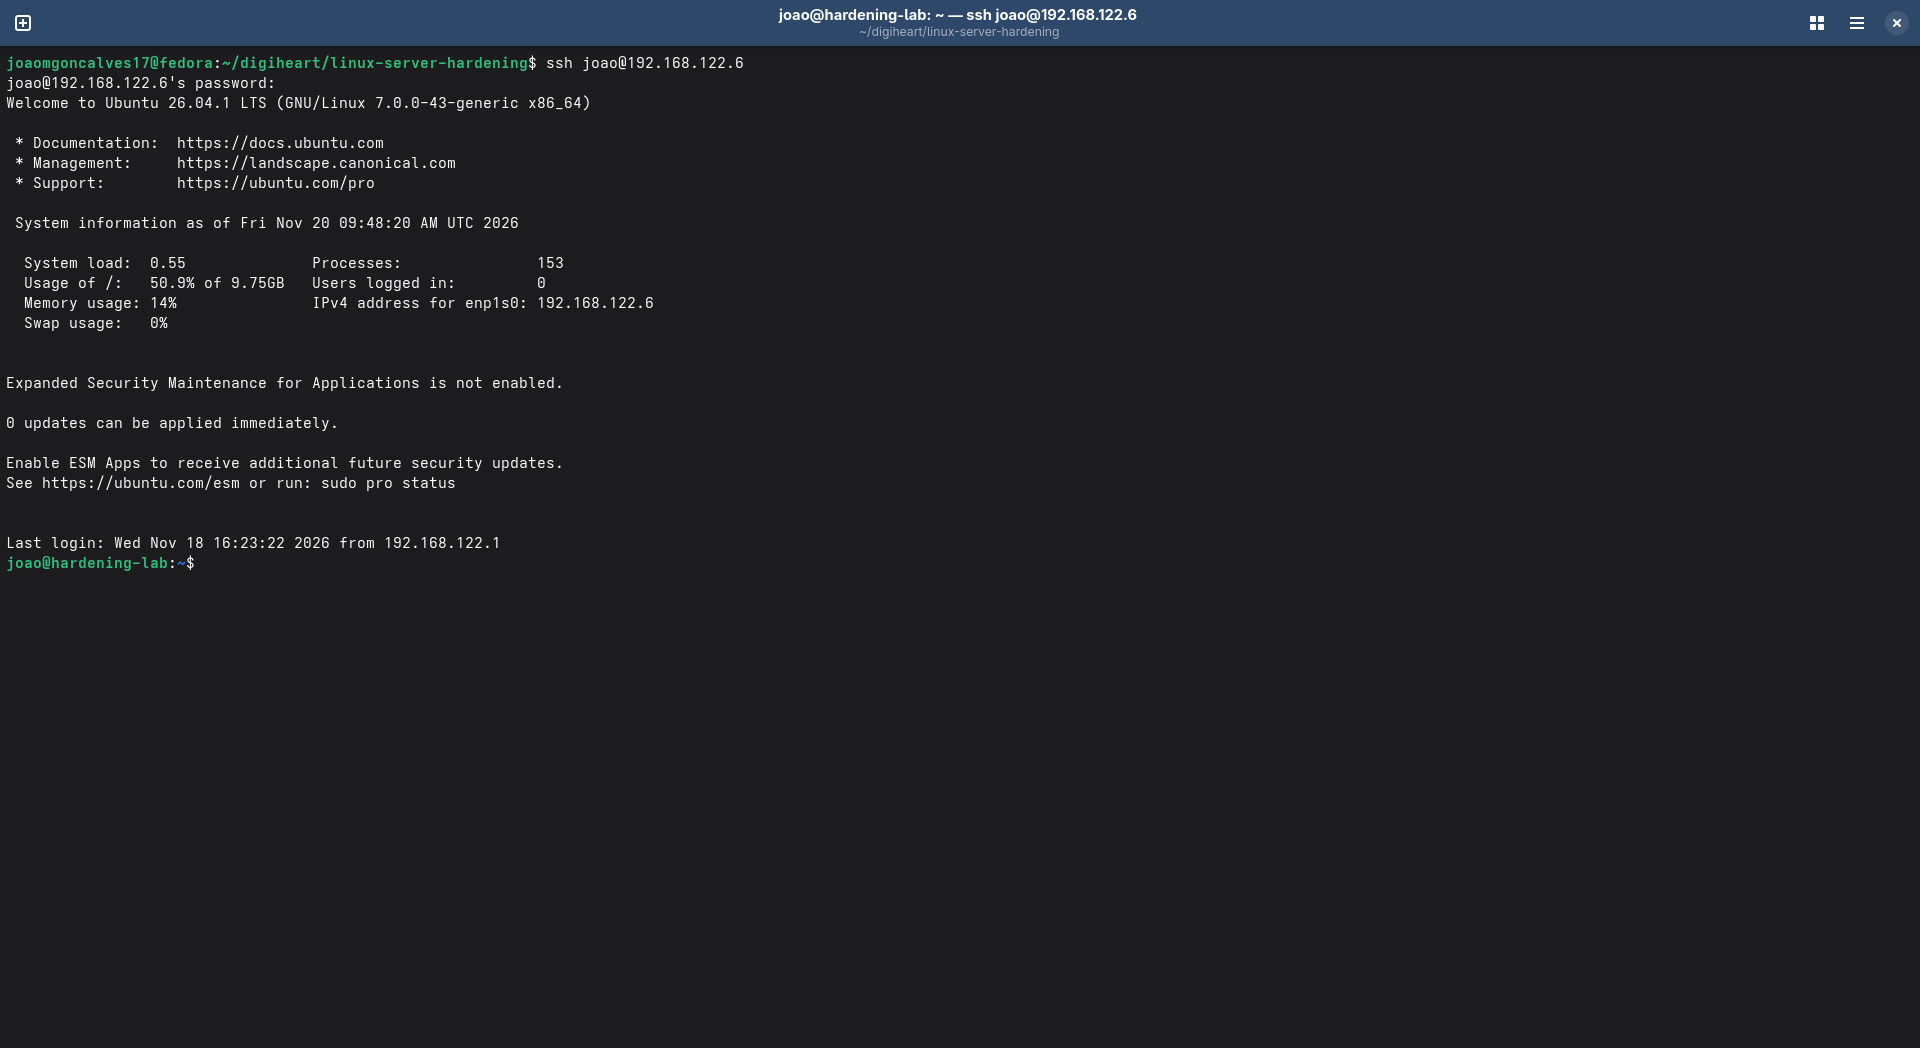 joao@hardening-lab: ~ — ssh joao@192.168.122.6
~/digiheart/linux-server-hardening
joaomgoncalves17@fedora:~/digiheart/linux-server-hardening$ ssh joao@192.168.122.6
joao@192.168.122.6's password:
Welcome to Ubuntu 26.04.1 LTS (GNU/Linux 7.0.0-43-generic x86_64)
* Documentation:  https://docs.ubuntu.com
* Management:     https://landscape.canonical.com
* Support:        https://ubuntu.com/pro
System information as of Fri Nov 20 09:48:20 AM UTC 2026
System load:  0.55              Processes:               153
Usage of /:   50.9% of 9.75GB   Users logged in:         0
Memory usage: 14%               IPv4 address for enp1s0: 192.168.122.6
Swap usage:   0%
Expanded Security Maintenance for Applications is not enabled.
0 updates can be applied immediately.
Enable ESM Apps to receive additional future security updates.
See https://ubuntu.com/esm or run: sudo pro status
Last login: Wed Nov 18 16:23:22 2026 from 192.168.122.1
joao@hardening-lab:~$